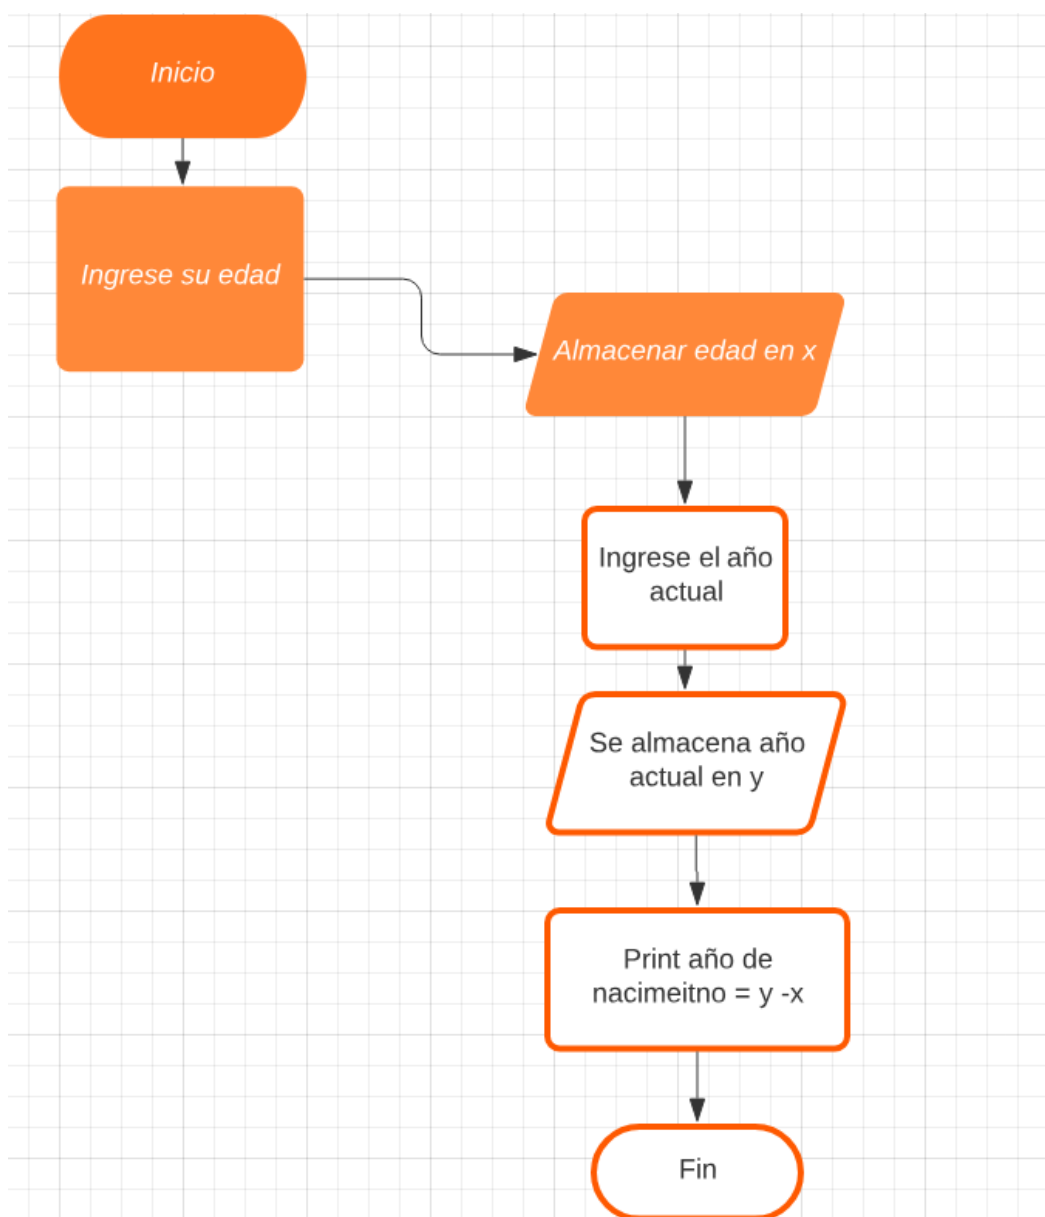 Inicio
Ingrese su edad
Almacenar edad en x
Ingrese el año
actual
Se almacena año
actual en y
Print año de
nacimeitno = y -x
Fin